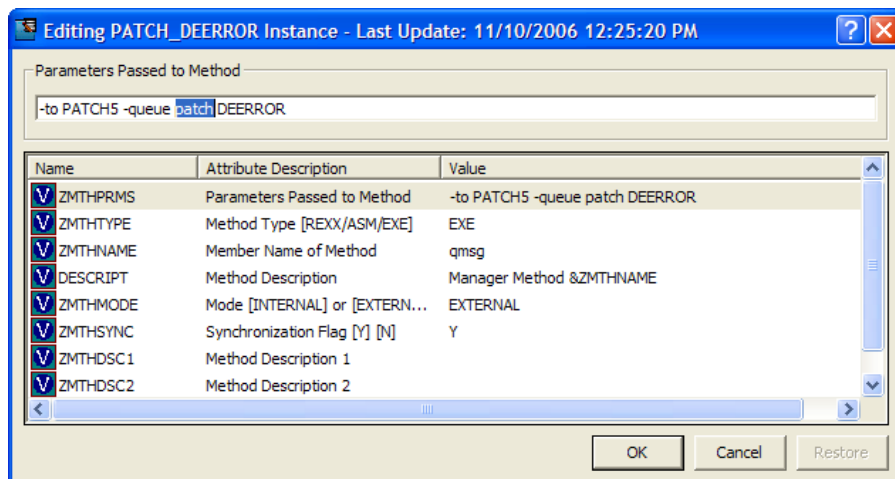 Editing PATCH_DEERROR Instance - Last Update: 11/10/2006 12:25:20 PM
Parameters Passed to Method
-to PATCH5 -queue patch DEERROR
Name Attribute Description Value
V ZMTHPRMS Parameters Passed to Method -to PATCH5 -queue patch DEERROR
V ZMTHTYPE Method Type [REXX/ASM/EXE] EXE
V ZMTHNAME Member Name of Method qmsg
V DESCRIPT Method Description Manager Method &ZMTHNAME
V ZMTHMODE Mode [INTERNAL] or [EXTERN... EXTERNAL
V ZMTHSYNC Synchronization Flag [Y] [N] Y
V ZMTHDSC1 Method Description 1
V ZMTHDSC2 Method Description 2
OK Cancel Restore